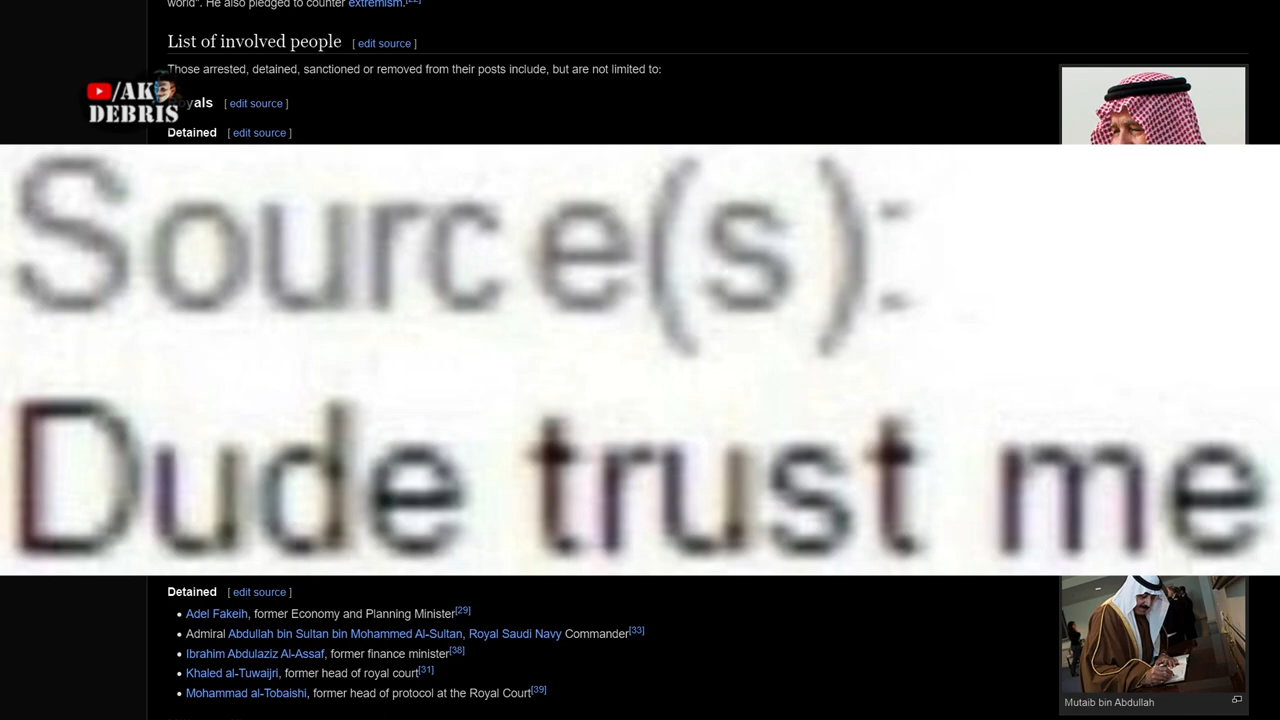 world". He also pledged to counter extremism.[22]
List of involved people [ edit source ]
Those arrested, detained, sanctioned or removed from their posts include, but are not limited to:
/AK
DEBRIS
yals [ edit source ]
Detained [ edit source ]
Source(s):
Dude trust me
Detained [ edit source ]
Adel Fakeih, former Economy and Planning Minister[29]
Admiral Abdullah bin Sultan bin Mohammed Al-Sultan, Royal Saudi Navy Commander[33]
Ibrahim Abdulaziz Al-Assaf, former finance minister[38]
Khaled al-Tuwaijri, former head of royal court[31]
Mohammad al-Tobaishi, former head of protocol at the Royal Court[39]
Mutaib bin Abdullah